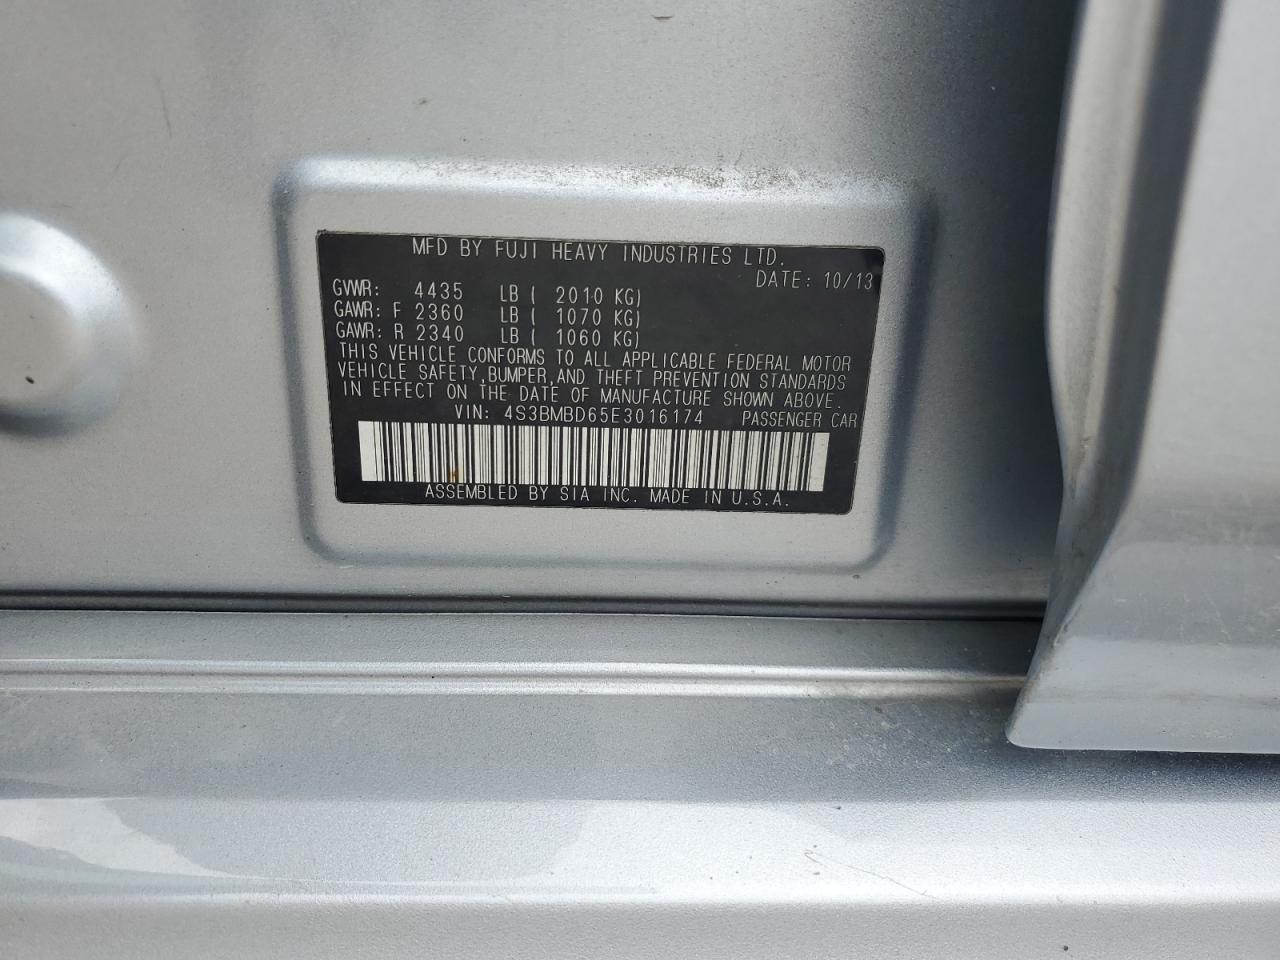 MFD BY FUJI HEAVY INDUSTRIES LTD.
DATE: 10/13
GVWR: 4435 LB ( 2010 KG)
GAWR: F 2360 LB ( 1070 KG)
GAWR: R 2340 LB ( 1060 KG)
THIS VEHICLE CONFORMS TO ALL APPLICABLE FEDERAL MOTOR
VEHICLE SAFETY, BUMPER, AND THEFT PREVENTION STANDARDS
IN EFFECT ON THE DATE OF MANUFACTURE SHOWN ABOVE.
VIN: 4S3BMBD65E3016174 PASSENGER CAR
ASSEMBLED BY SIA INC. MADE IN U.S.A.